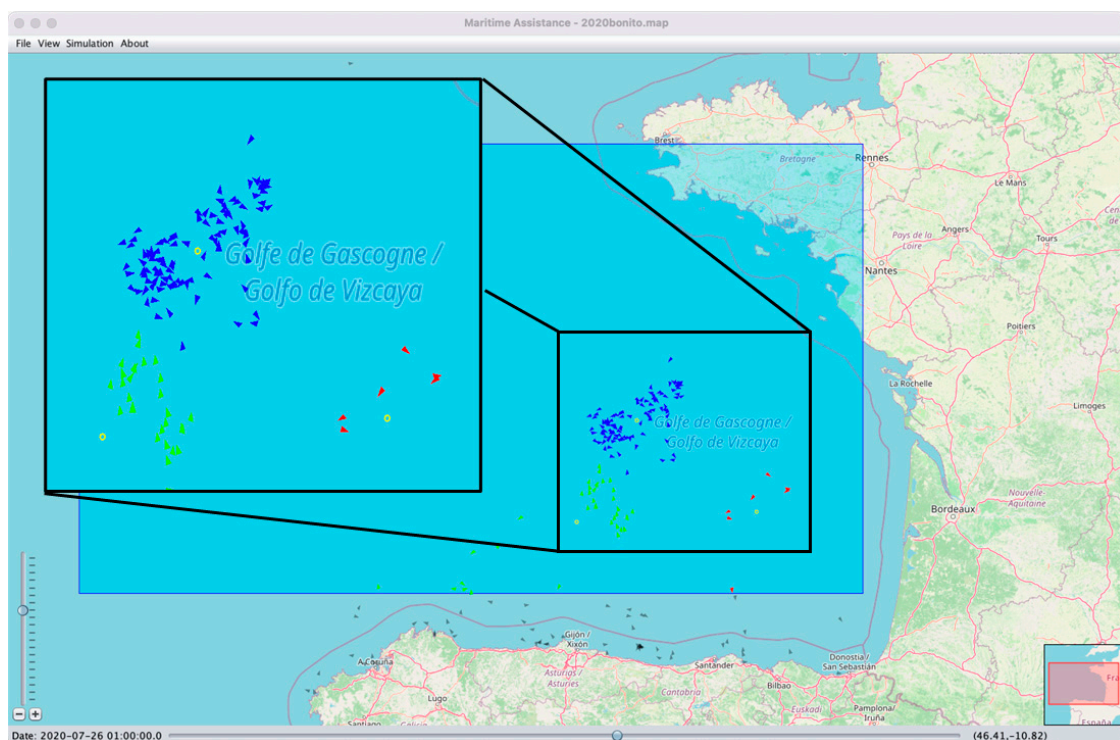 Maritime Assistance - 2020bonito.map
File View Simulation About
Brest
Bretagne
Rennes
Le Mans
Pays de la
Loire
Angers
Tours
Nantes
Poitiers
La Rochelle
Limoges
Golfe de Gascogne /
Golfo de Vizcaya
Golfe de Gascogne /
Golfo de Vizcaya
Nouvelle
Aquitaine
Bordeaux
A Coruña
Gijón /
Xixón
Santander
Donostia /
San Sebastián
Bilbao
Lugo
Asturias /
Asturies
Cantabria
Euskadi
Pamplona /
Iruña
Santiago
Fra
España
Date: 2020-07-26 01:00:00.0
(46.41,-10.82)